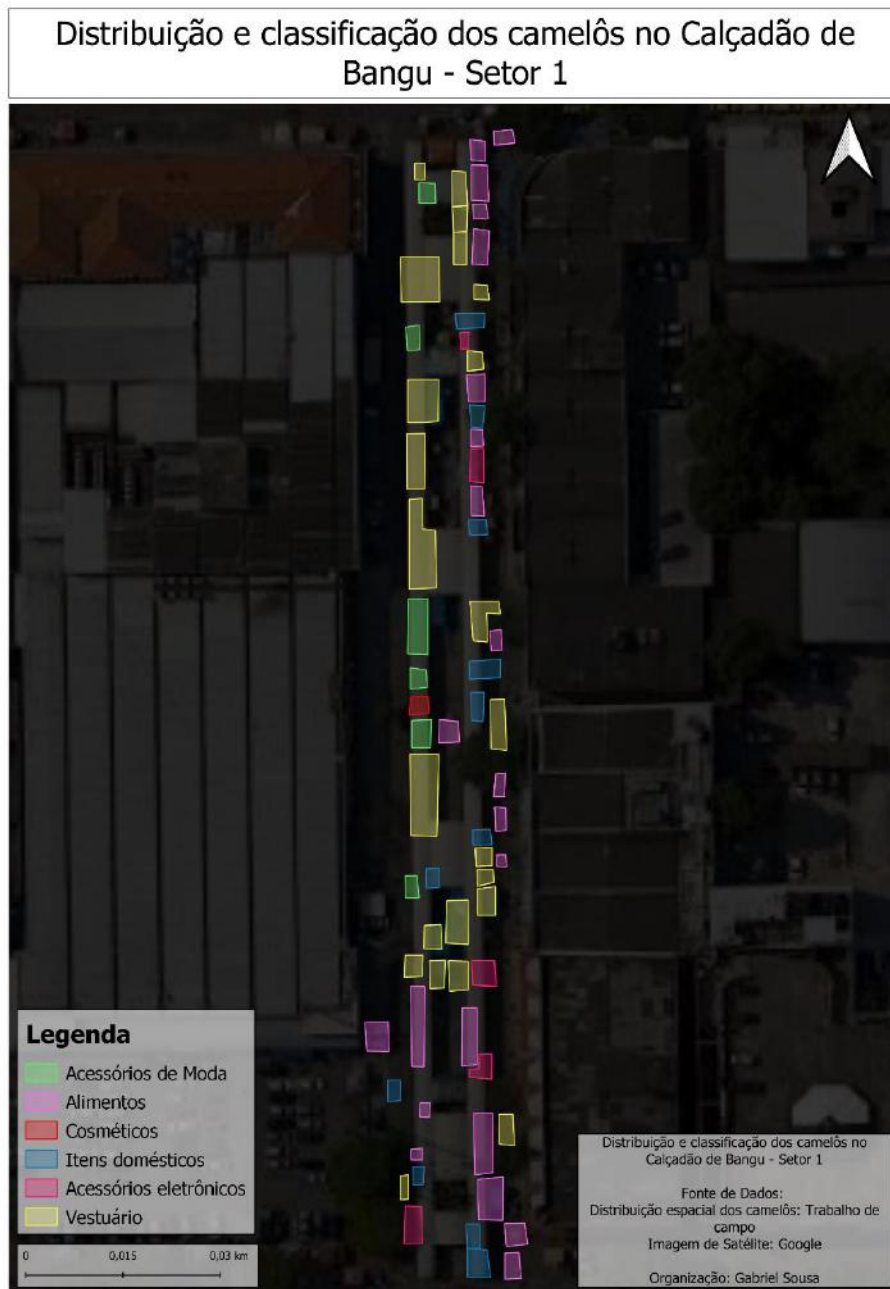 Distribuição e classificação dos camelôs no Calçadão de
Bangu - Setor 1
Legenda
Acessórios de Moda
Alimentos
Cosméticos
Itens domésticos
Acessórios eletrônicos
Vestuário
0 0,015 0,03 km
Distribuição e classificação dos camelôs no
Calçadão de Bangu - Setor 1
Fonte de Dados:
Distribuição espacial dos camelôs: Trabalho de
campo
Imagem de Satélite: Google
Organização: Gabriel Sousa